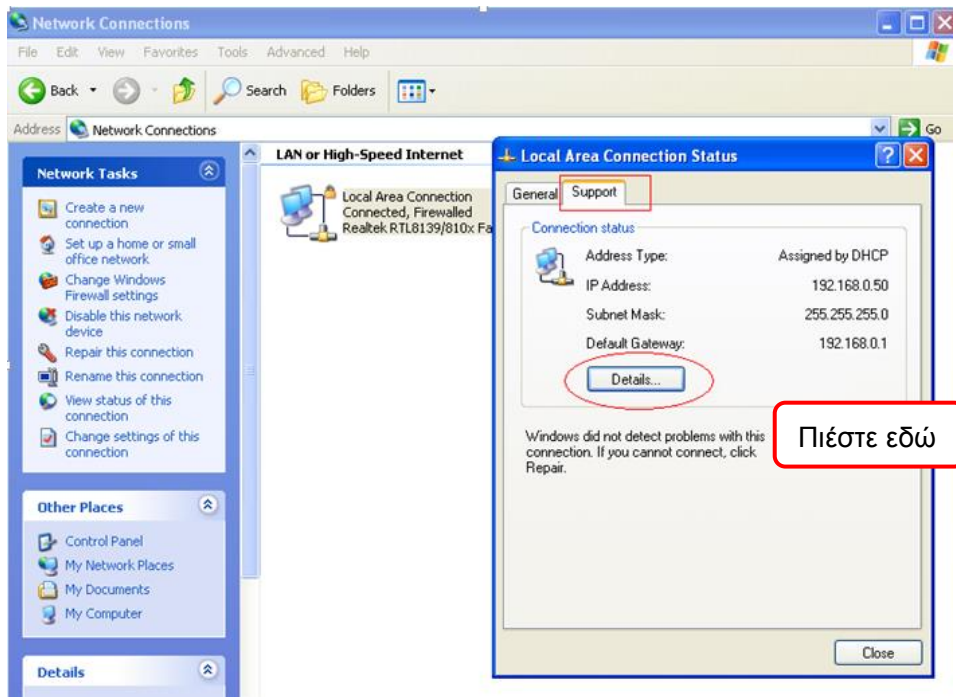 Network Connections
File Edit View Favorites Tools Advanced Help
Back Search Folders
Address Network Connections Go
Network Tasks
Create a new
connection
Set up a home or small
office network
Change Windows
Firewall settings
Disable this network
device
Repair this connection
Rename this connection
View status of this
connection
Change settings of this
connection
Other Places
Control Panel
My Network Places
My Documents
My Computer
Details
LAN or High-Speed Internet
Local Area Connection
Connected, Firewalled
Realtek RTL8139/810x Fa
Local Area Connection Status
General Support
Connection status
Address Type: Assigned by DHCP
IP Address: 192.168.0.50
Subnet Mask: 255.255.255.0
Default Gateway: 192.168.0.1
Details...
Windows did not detect problems with this
connection. If you cannot connect, click
Repair.
Πιέστε εδώ
Close